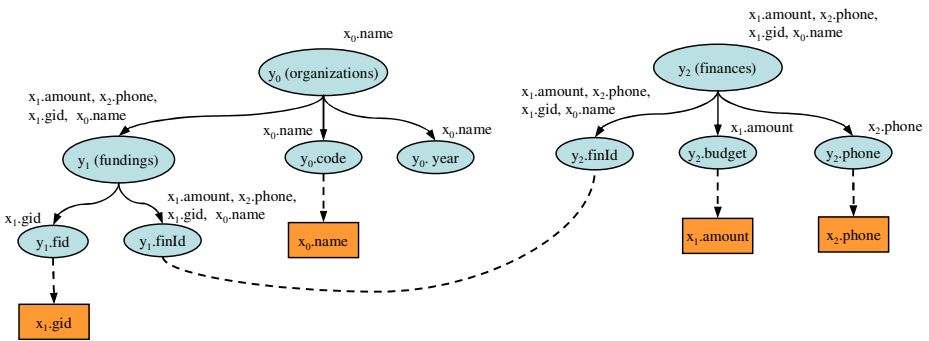 x₀.name
y₀ (organizations)
x₁.amount, x₂.phone,
x₁.gid, x₀.name
y₂ (finances)
x₁.amount, x₂.phone,
x₁.gid, x₀.name
y₁ (fundings)
x₀.name
y₀.code
x₀.name
y₀. year
x₁.amount, x₂.phone,
x₁.gid, x₀.name
y₂.finId
x₁.amount
y₂.budget
x₂.phone
y₂.phone
x₁.gid
y₁.fid
x₁.amount, x₂.phone,
x₁.gid, x₀.name
y₁.finId
x₀.name
x₁.amount
x₂.phone
x₁.gid